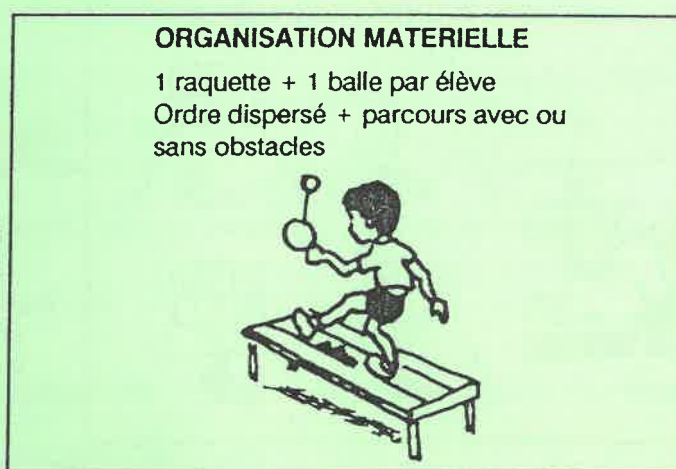 ORGANISATION MATERIELLE
1 raquette + 1 balle par élève
Ordre dispersé + parcours avec ou
sans obstacles